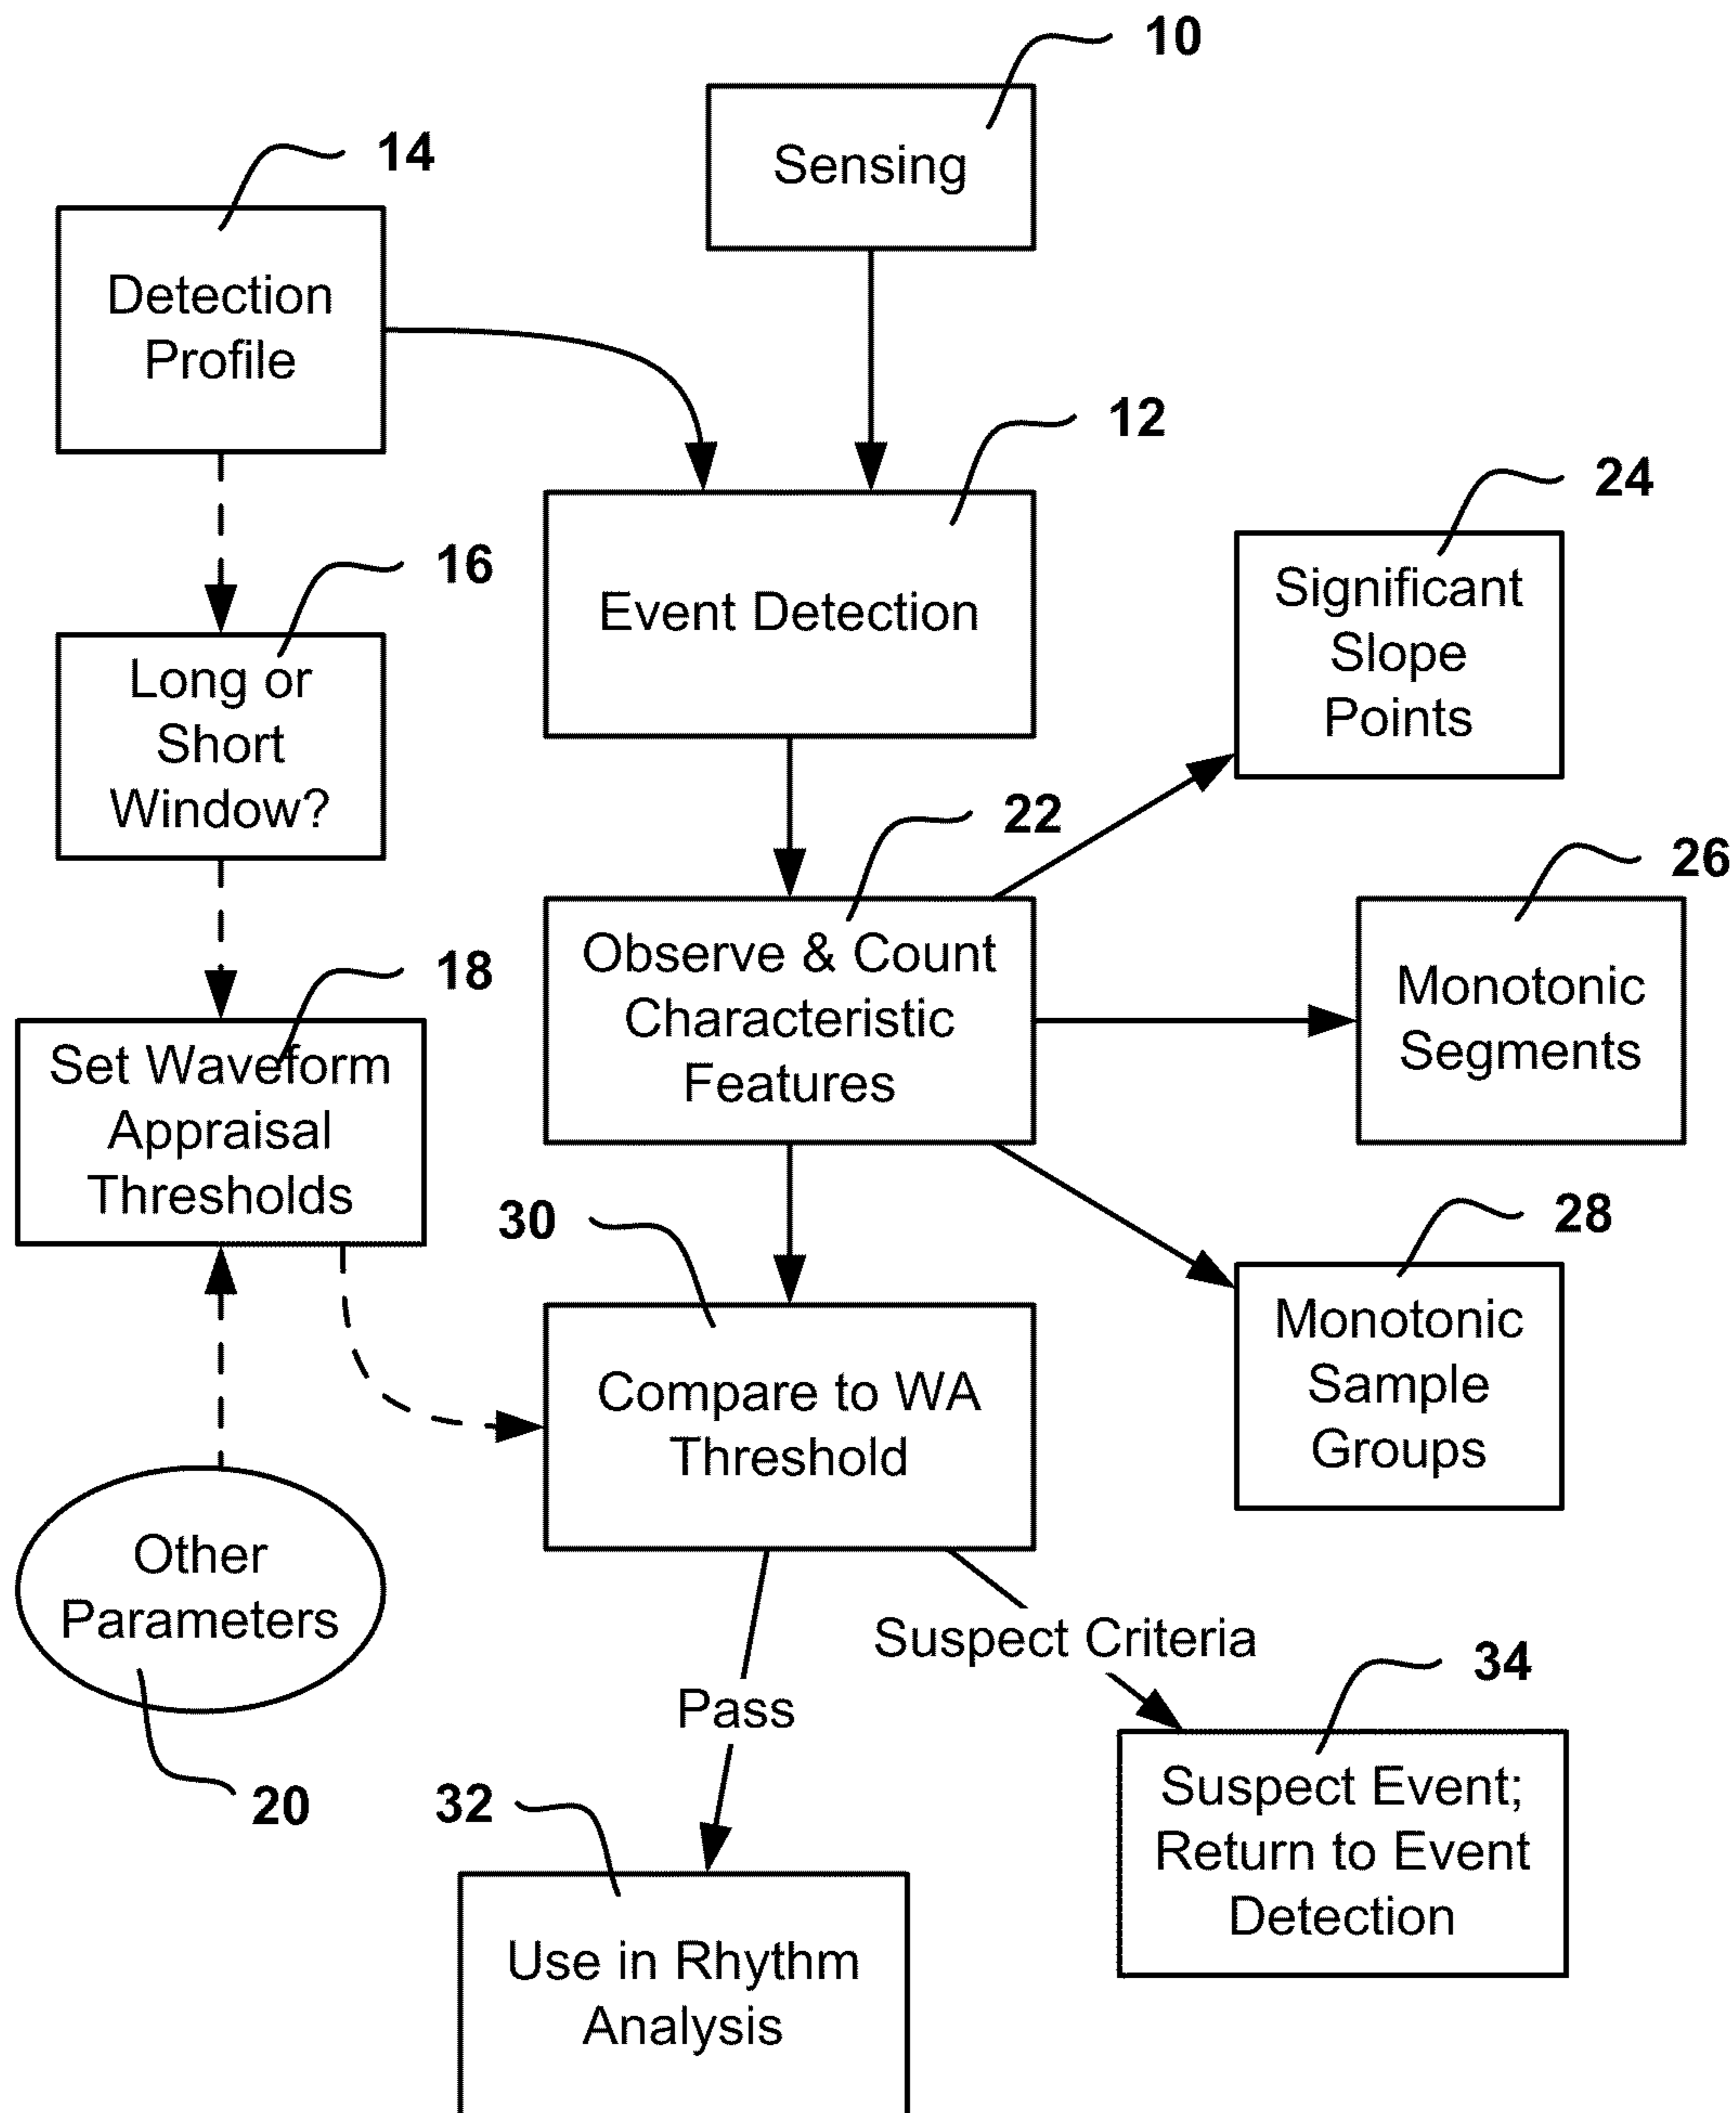 10
Sensing
14
Detection
Profile
12
Event Detection
24
Significant
Slope
Points
16
Long or
Short
Window?
22
Observe & Count
Characteristic
Features
26
Monotonic
Segments
18
Set Waveform
Appraisal
Thresholds
28
Monotonic
Sample
Groups
30
Compare to WA
Threshold
Other
Parameters
20
Suspect Criteria
Pass
34
Suspect Event;
Return to Event
Detection
32
Use in Rhythm
Analysis